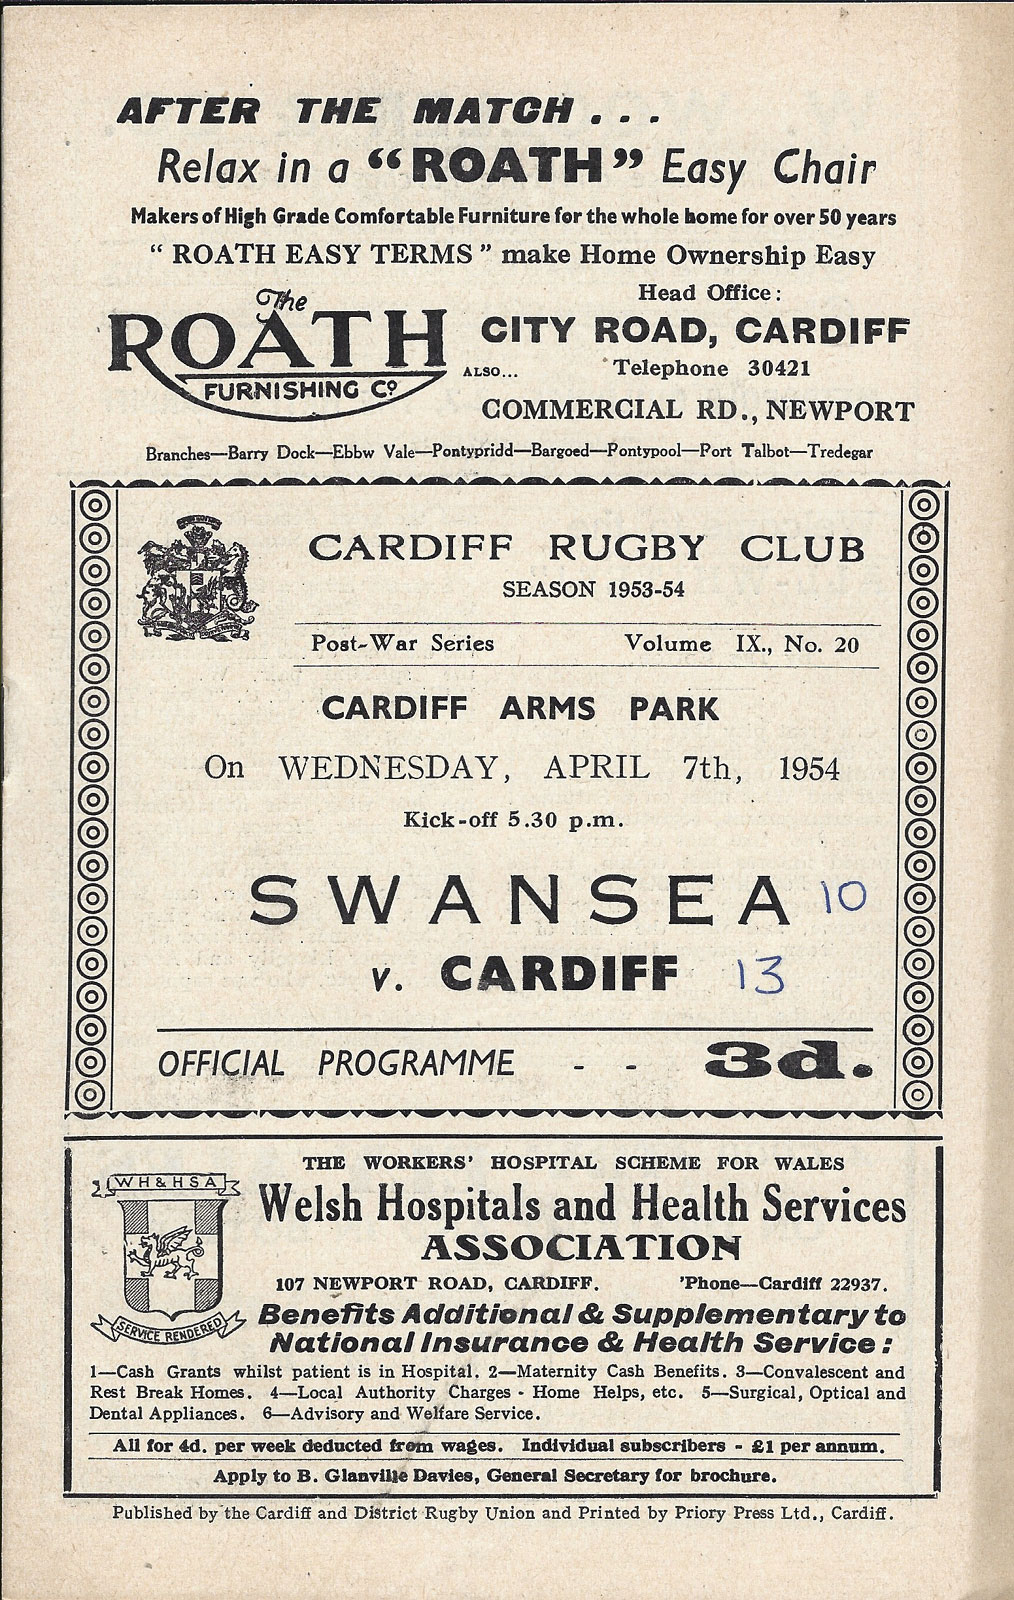 AFTER THE MATCH . . .
Relax in a “ROATH” Easy Chair
Makers of High Grade Comfortable Furniture for the whole home for over 50 years
“ ROATH EASY TERMS ” make Home Ownership Easy
The
ROATH
FURNISHING Co.
Head Office:
CITY ROAD, CARDIFF
ALSO... Telephone 30421
COMMERCIAL RD., NEWPORT
Branches—Barry Dock—Ebbw Vale—Pontypridd—Bargoed—Pontypool—Port Talbot—Tredegar
CARDIFF RUGBY CLUB
SEASON 1953-54
Post-War Series Volume IX., No. 20
CARDIFF ARMS PARK
On WEDNESDAY, APRIL 7th, 1954
Kick-off 5.30 p.m.
SWANSEA 10
v. CARDIFF 13
OFFICIAL PROGRAMME - - 3d.
WH&HSA
SERVICE RENDERED
THE WORKERS' HOSPITAL SCHEME FOR WALES
Welsh Hospitals and Health Services
ASSOCIATION
107 NEWPORT ROAD, CARDIFF. 'Phone—Cardiff 22937.
Benefits Additional & Supplementary to
National Insurance & Health Service:
1—Cash Grants whilst patient is in Hospital. 2—Maternity Cash Benefits. 3—Convalescent and
Rest Break Homes. 4—Local Authority Charges - Home Helps, etc. 5—Surgical, Optical and
Dental Appliances. 6—Advisory and Welfare Service.
All for 4d. per week deducted from wages. Individual subscribers - £1 per annum.
Apply to B. Glanville Davies, General Secretary for brochure.
Published by the Cardiff and District Rugby Union and Printed by Priory Press Ltd., Cardiff.